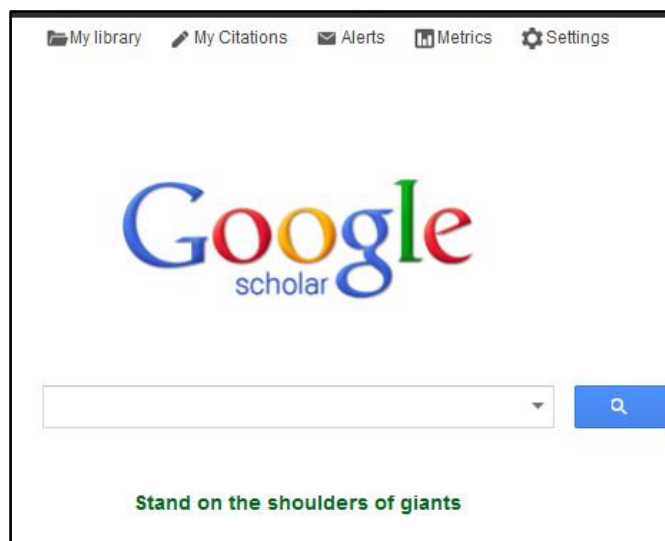 My library My Citations Alerts Metrics Settings
Google
scholar
Stand on the shoulders of giants